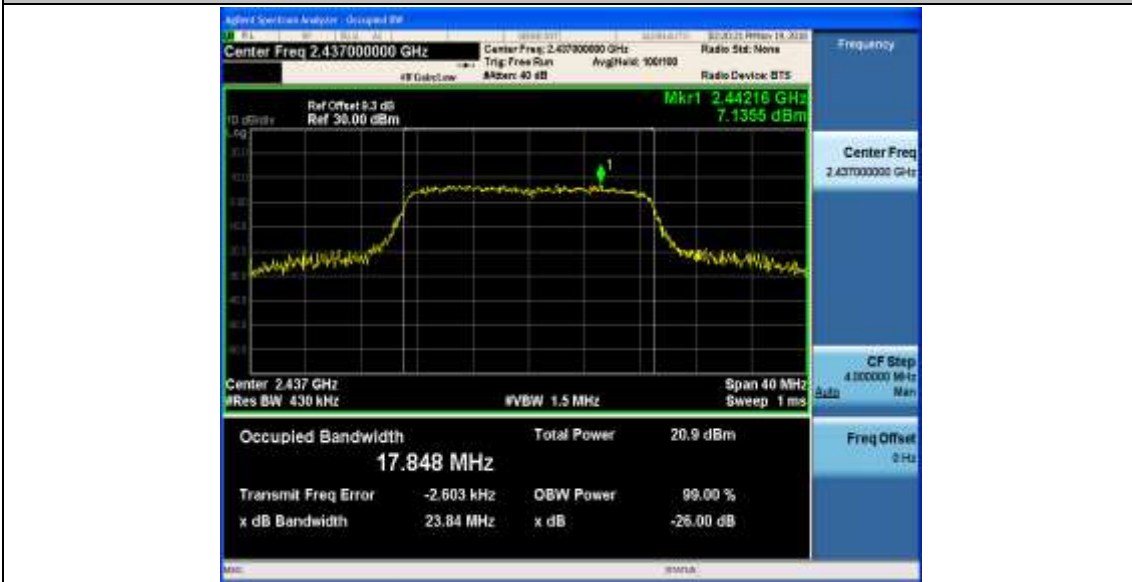 Agilent Spectrum Analyzer - Occupied BW
Center Freq 2.437000000 GHz
Center Freq: 2.437000000 GHz
Radio Std: None
Trig: Free Run
Avg|Hold: 100/100
#IFGain:Low
#Atten: 40 dB
Radio Device: BTS
Frequency
Mkr1 2.44216 GHz
7.1355 dBm
Ref Offset 9.3 dB
10 dB/div
Ref 30.00 dBm
Log
1
Center Freq
2.437000000 GHz
Center 2.437 GHz
Span 40 MHz
#Res BW 430 kHz
#VBW 1.5 MHz
Sweep 1 ms
CF Step
4.000000 MHz
Auto
Man
Occupied Bandwidth
Total Power
20.9 dBm
17.848 MHz
Freq Offset
0 Hz
Transmit Freq Error
-2.603 kHz
OBW Power
99.00 %
x dB Bandwidth
23.84 MHz
x dB
-26.00 dB
MSG
STATUS